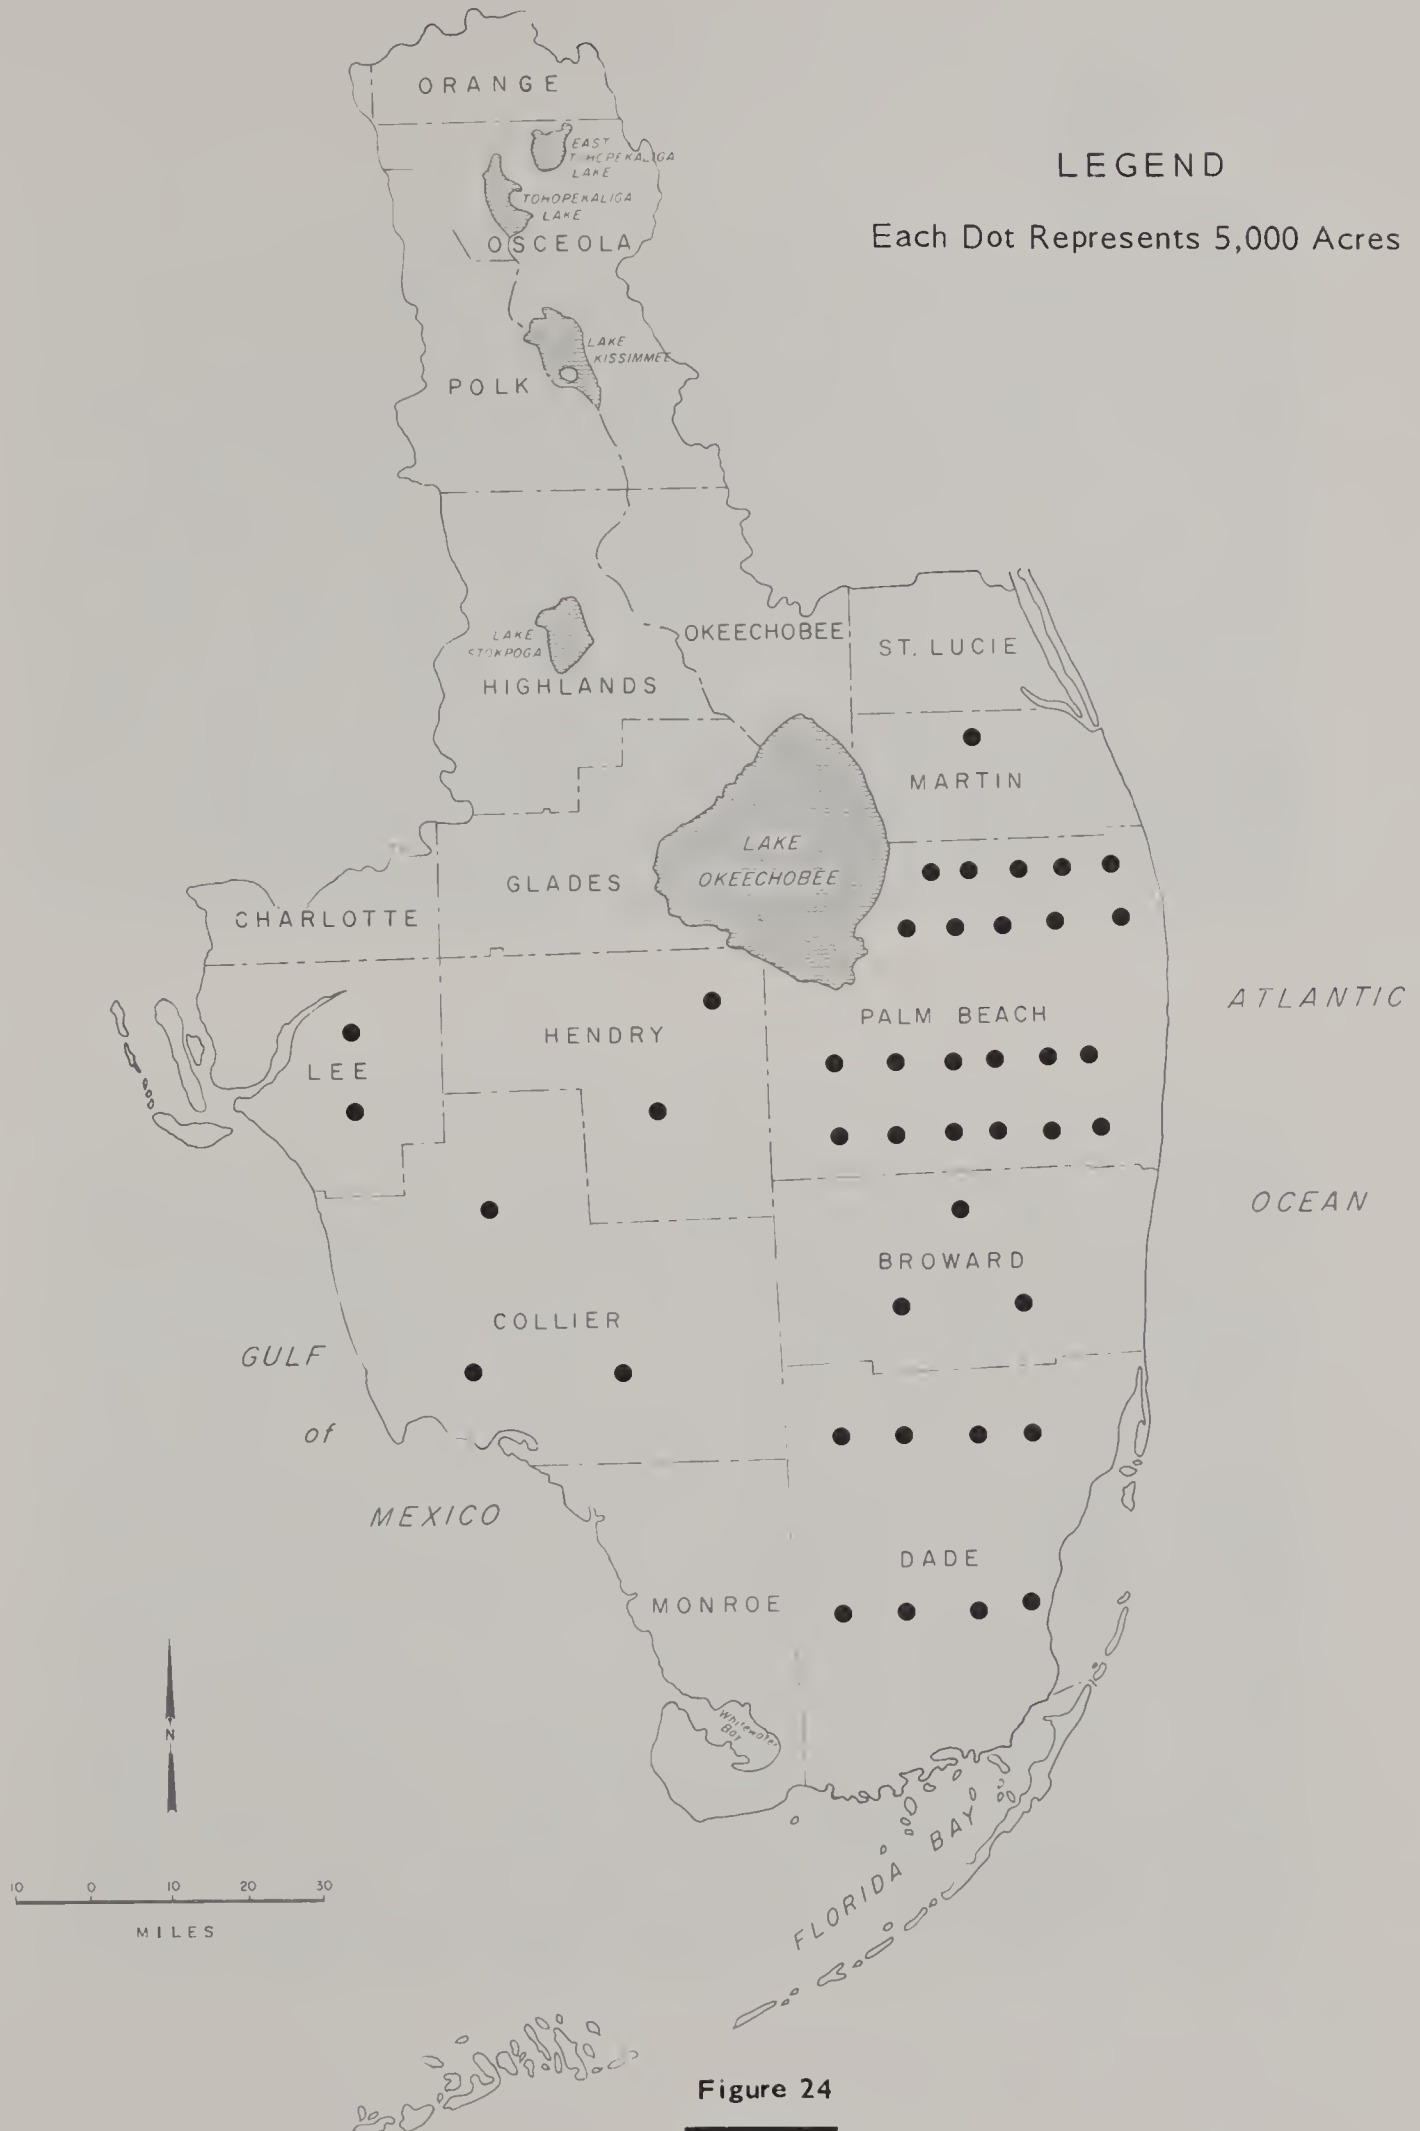 ORANGE
EAST
TOHOPEKALIGA
LAKE
LEGEND
TOHOPEKALIGA
LAKE
Each Dot Represents 5,000 Acres
OSCEOLA
LAKE
KISSIMMEE
POLK
LAKE
OKEECHOBEE
ST. LUCIE
HIGHLANDS
MARTIN
LAKE
OKEECHOBEE
GLADES
CHARLOTTE
ATLANTIC
PALM BEACH
HENDRY
LEE
OCEAN
BROWARD
COLLIER
GULF
of
MEXICO
DADE
MONROE
Whitewater
Bay
N
FLORIDA BAY
10 0 10 20 30
MILES
Figure 24